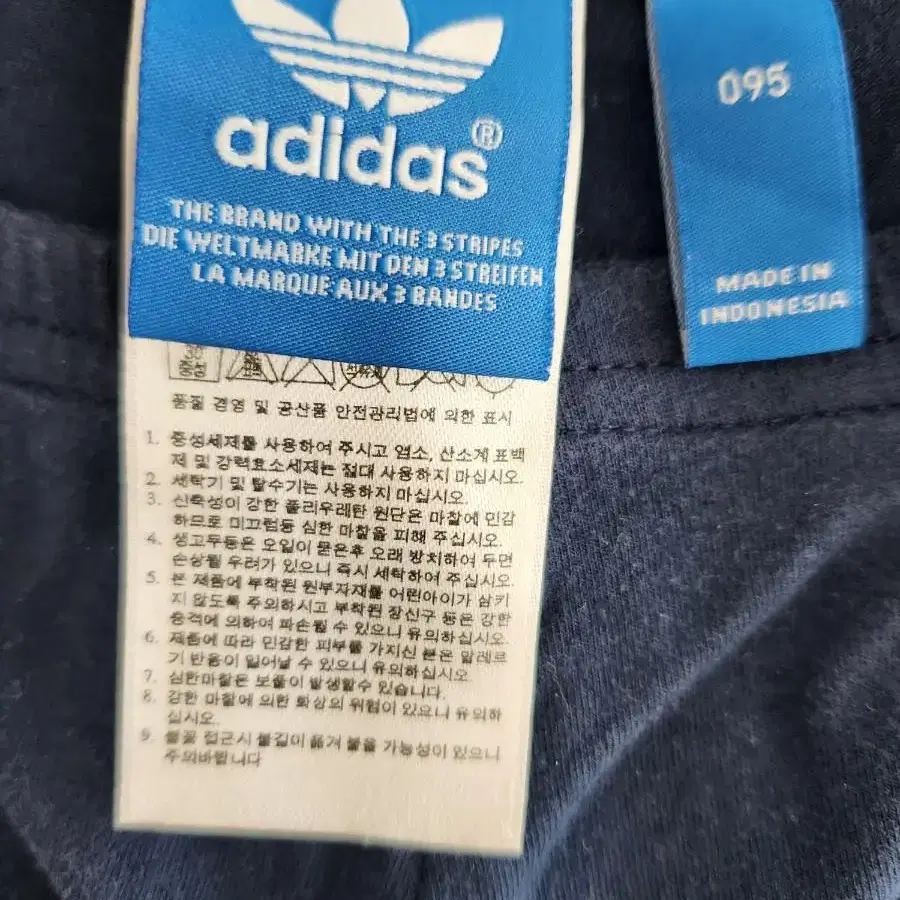 adidas®
THE BRAND WITH THE 3 STRIPES
DIE WELTMARKE MIT DEN 3 STREIFEN
LA MARQUE AUX 3 BANDES
095
MADE IN
INDONESIA
30
중성
품질 경영 및 공산품 안전관리법에 의한 표시
1. 중성세제를 사용하여 주시고 염소, 산소계 표백
제 및 강력효소세제는 절대 사용하지 마십시오.
2. 세탁기 및 탈수기는 사용하지 마십시오.
3. 신축성이 강한 폴리우레탄 원단은 마찰에 민감
하므로 미끄럼등 심한 마찰을 피해 주십시오.
4. 생고무등은 오일이 묻은후 오래 방치하여 두면
손상될 우려가 있으니 즉시 세탁하여 주십시오.
5. 본 제품에 부착된 원부자재를 어린아이가 삼키
지 않도록 주의하시고 부착된 장신구 등은 강한
충격에 의하여 파손될 수 있으니 유의하십시오.
6. 제품에 따라 민감한 피부를 가지신 분은 알레르
기 반응이 일어날 수 있으니 유의하십시오
7. 심한마찰은 보풀이 발생할수 있습니다.
8. 강한 마찰에 의한 화상의 위험이 있으니 유의하
십시오.
9. 불꽃 접근시 불길이 옮겨 붙을 가능성이 있으니
주의바랍니다